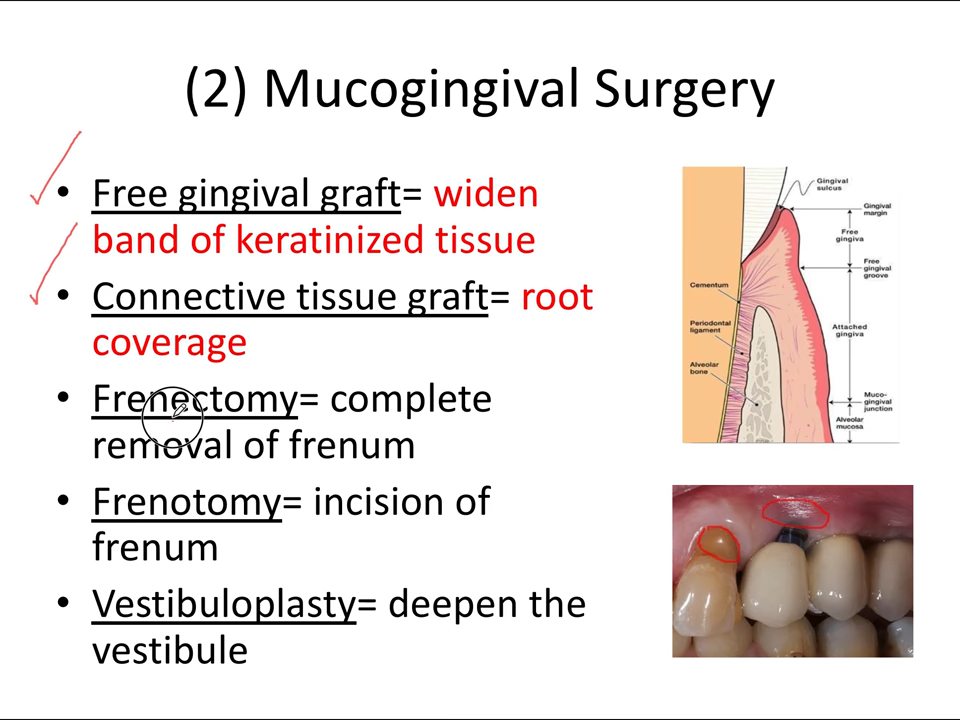 (2) Mucogingival Surgery
• Free gingival graft= widen
band of keratinized tissue
• Connective tissue graft= root
coverage
• Frenectomy= complete
removal of frenum
• Frenotomy= incision of
frenum
• Vestibuloplasty= deepen the
vestibule
Gingival
sulcus
Gingival
margin
Free
gingiva
Free
gingival
groove
Cementum
Periodontal
ligament
Attached
gingiva
Alveolar
bone
Muco-
gingival
junction
Alveolar
mucosa